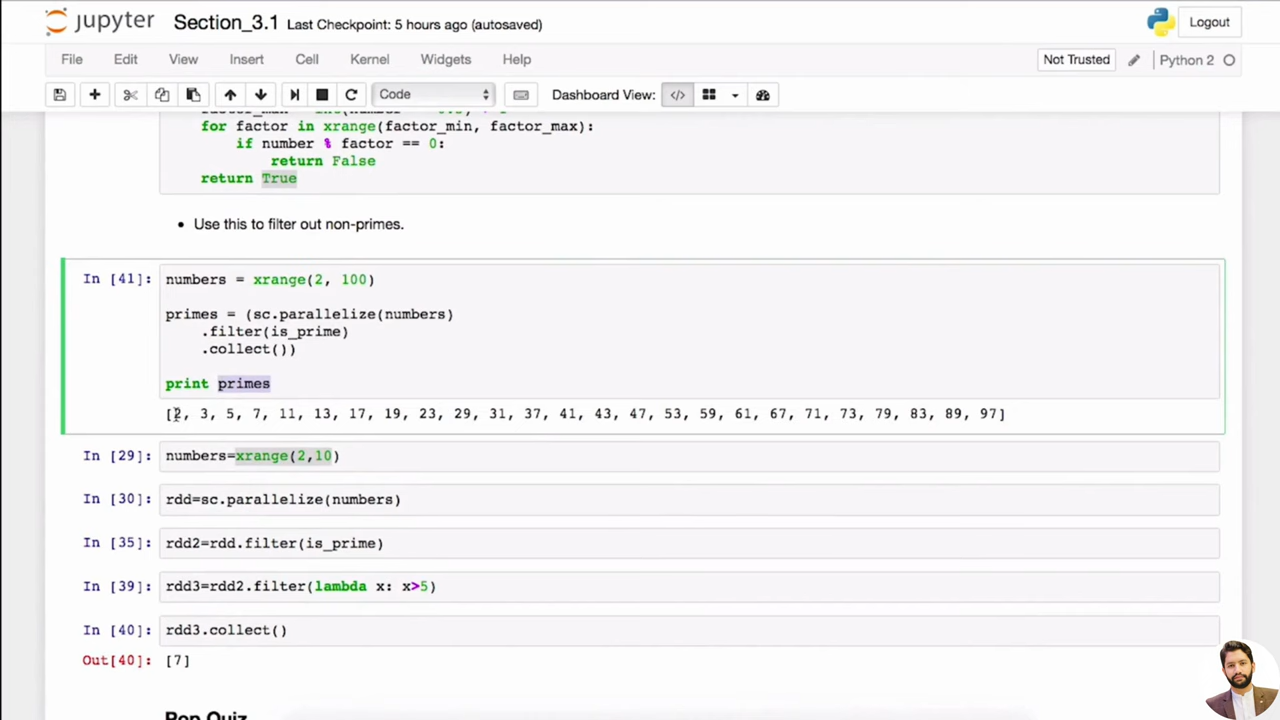 jupyter Section_3.1 Last Checkpoint: 5 hours ago (autosaved) Logout
File Edit View Insert Cell Kernel Widgets Help Not Trusted Python 2
Code Dashboard View: </>
for factor in xrange(factor_min, factor_max):
if number % factor == 0:
return False
return True
• Use this to filter out non-primes.
In [41]: numbers = xrange(2, 100)
primes = (sc.parallelize(numbers)
.filter(is_prime)
.collect())
print primes
[2, 3, 5, 7, 11, 13, 17, 19, 23, 29, 31, 37, 41, 43, 47, 53, 59, 61, 67, 71, 73, 79, 83, 89, 97]
In [29]: numbers=xrange(2,10)
In [30]: rdd=sc.parallelize(numbers)
In [35]: rdd2=rdd.filter(is_prime)
In [39]: rdd3=rdd2.filter(lambda x: x>5)
In [40]: rdd3.collect()
Out[40]: [7]
Pop Quiz